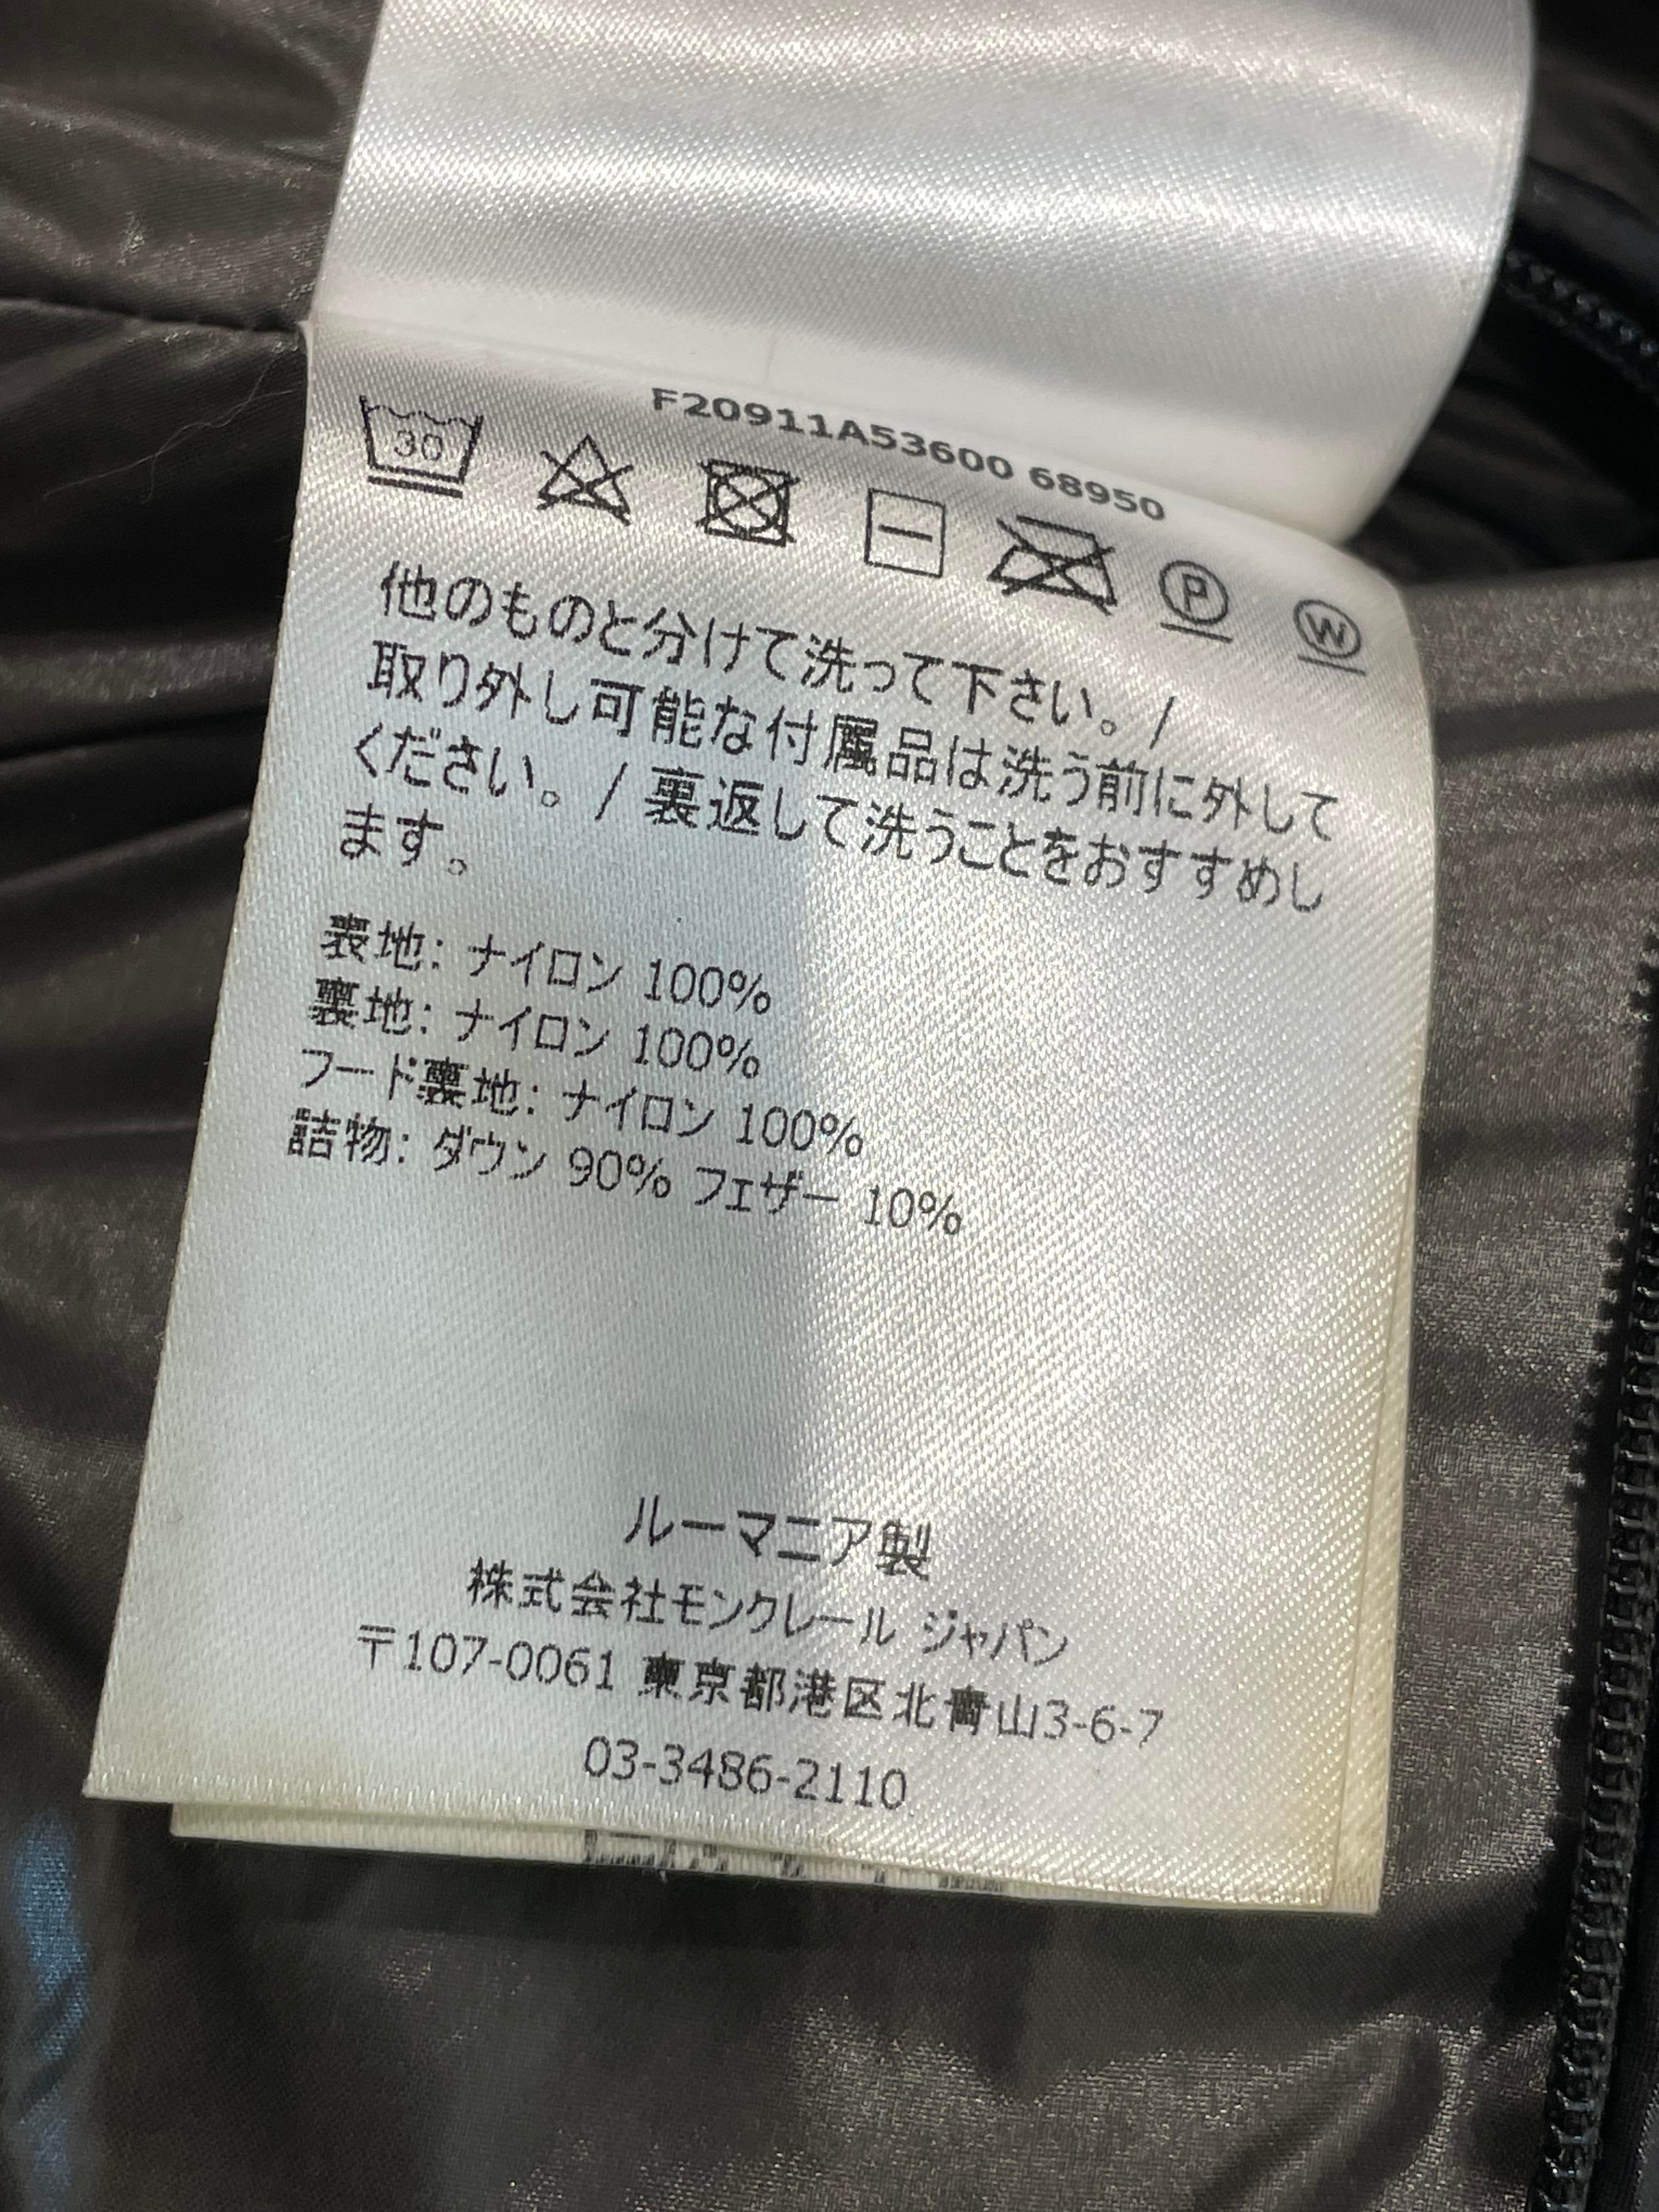 F20911A53600 68950
30
P
W
他のものと分けて洗って下さい。/
取り外し可能な付属品は洗う前に外して
ください。/ 裏返して洗うことをおすすめし
ます。
表地: ナイロン 100%
裏地: ナイロン 100%
フード裏地: ナイロン 100%
詰物: ダウン 90% フェザー 10%
ルーマニア製
株式会社モンクレール ジャパン
〒107-0061 東京都港区北青山3-6-7
03-3486-2110